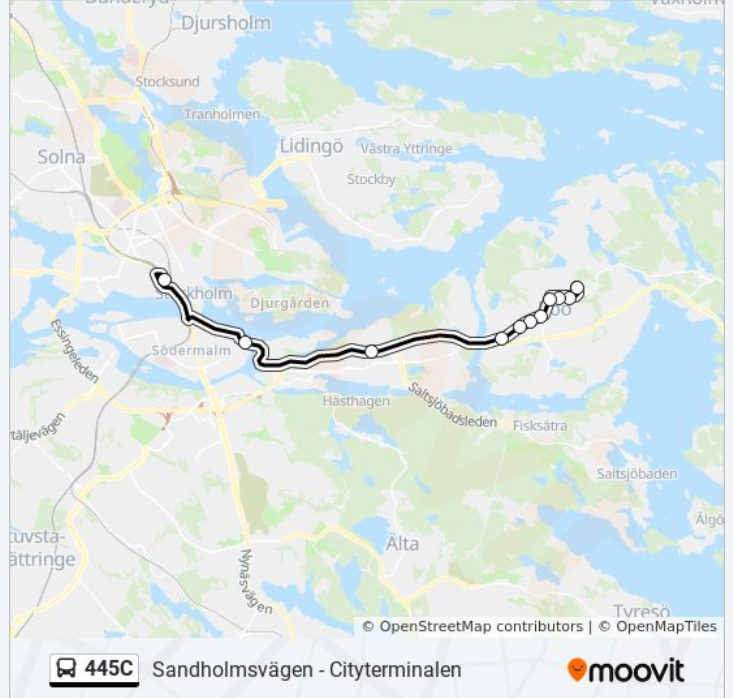 Djursholm
Stocksund
Tranholmen
Lidingö
Västra Yttringe
Solna
Stockby
Djurgården
Essingeleden
Södermalm
Hästhagen
Saltsjöbadsleden
Fisksätra
Saltsjöbaden
Älta
Nynäsvägen
Tyresö
© OpenStreetMap contributors | © OpenMapTiles
445C Sandholmsvägen - Cityterminalen
moovit